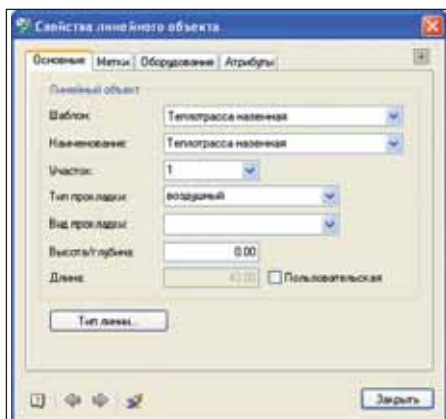 Свойства линейного объекта
Основные Метки Оборудование Атрибуты
Линейный объект
Шаблон: Теплотрасса наземная
Наименование: Теплотрасса наземная
Участок: 1
Тип прокладки: воздушный
Вид прокладки:
Высота/глубина: 0.00
Длина: 42.00 Пользовательская
Тип линии...
Закрыть